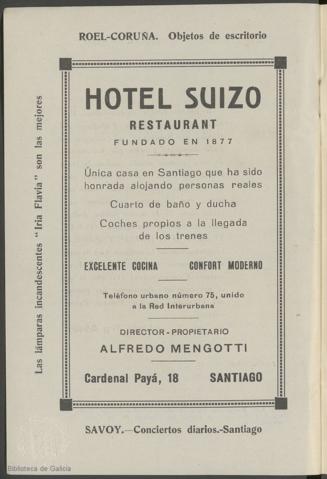 ROEL-CORUÑA. Objetos de escritorio
Las lámparas incandescentes "Iria Flavia" son las mejores
HOTEL SUIZO
RESTAURANT
FUNDADO EN 1877
Única casa en Santiago que ha sido
honrada alojando personas reales
Cuarto de baño y ducha
Coches propios a la llegada
de los trenes
EXCELENTE COCINA CONFORT MODERNO
Teléfono urbano número 75, unido
a la Red Interurbana
DIRECTOR-PROPIETARIO
ALFREDO MENGOTTI
Cardenal Payá, 18 SANTIAGO
SAVOY.—Conciertos diarios.-Santiago
Biblioteca de Galicia